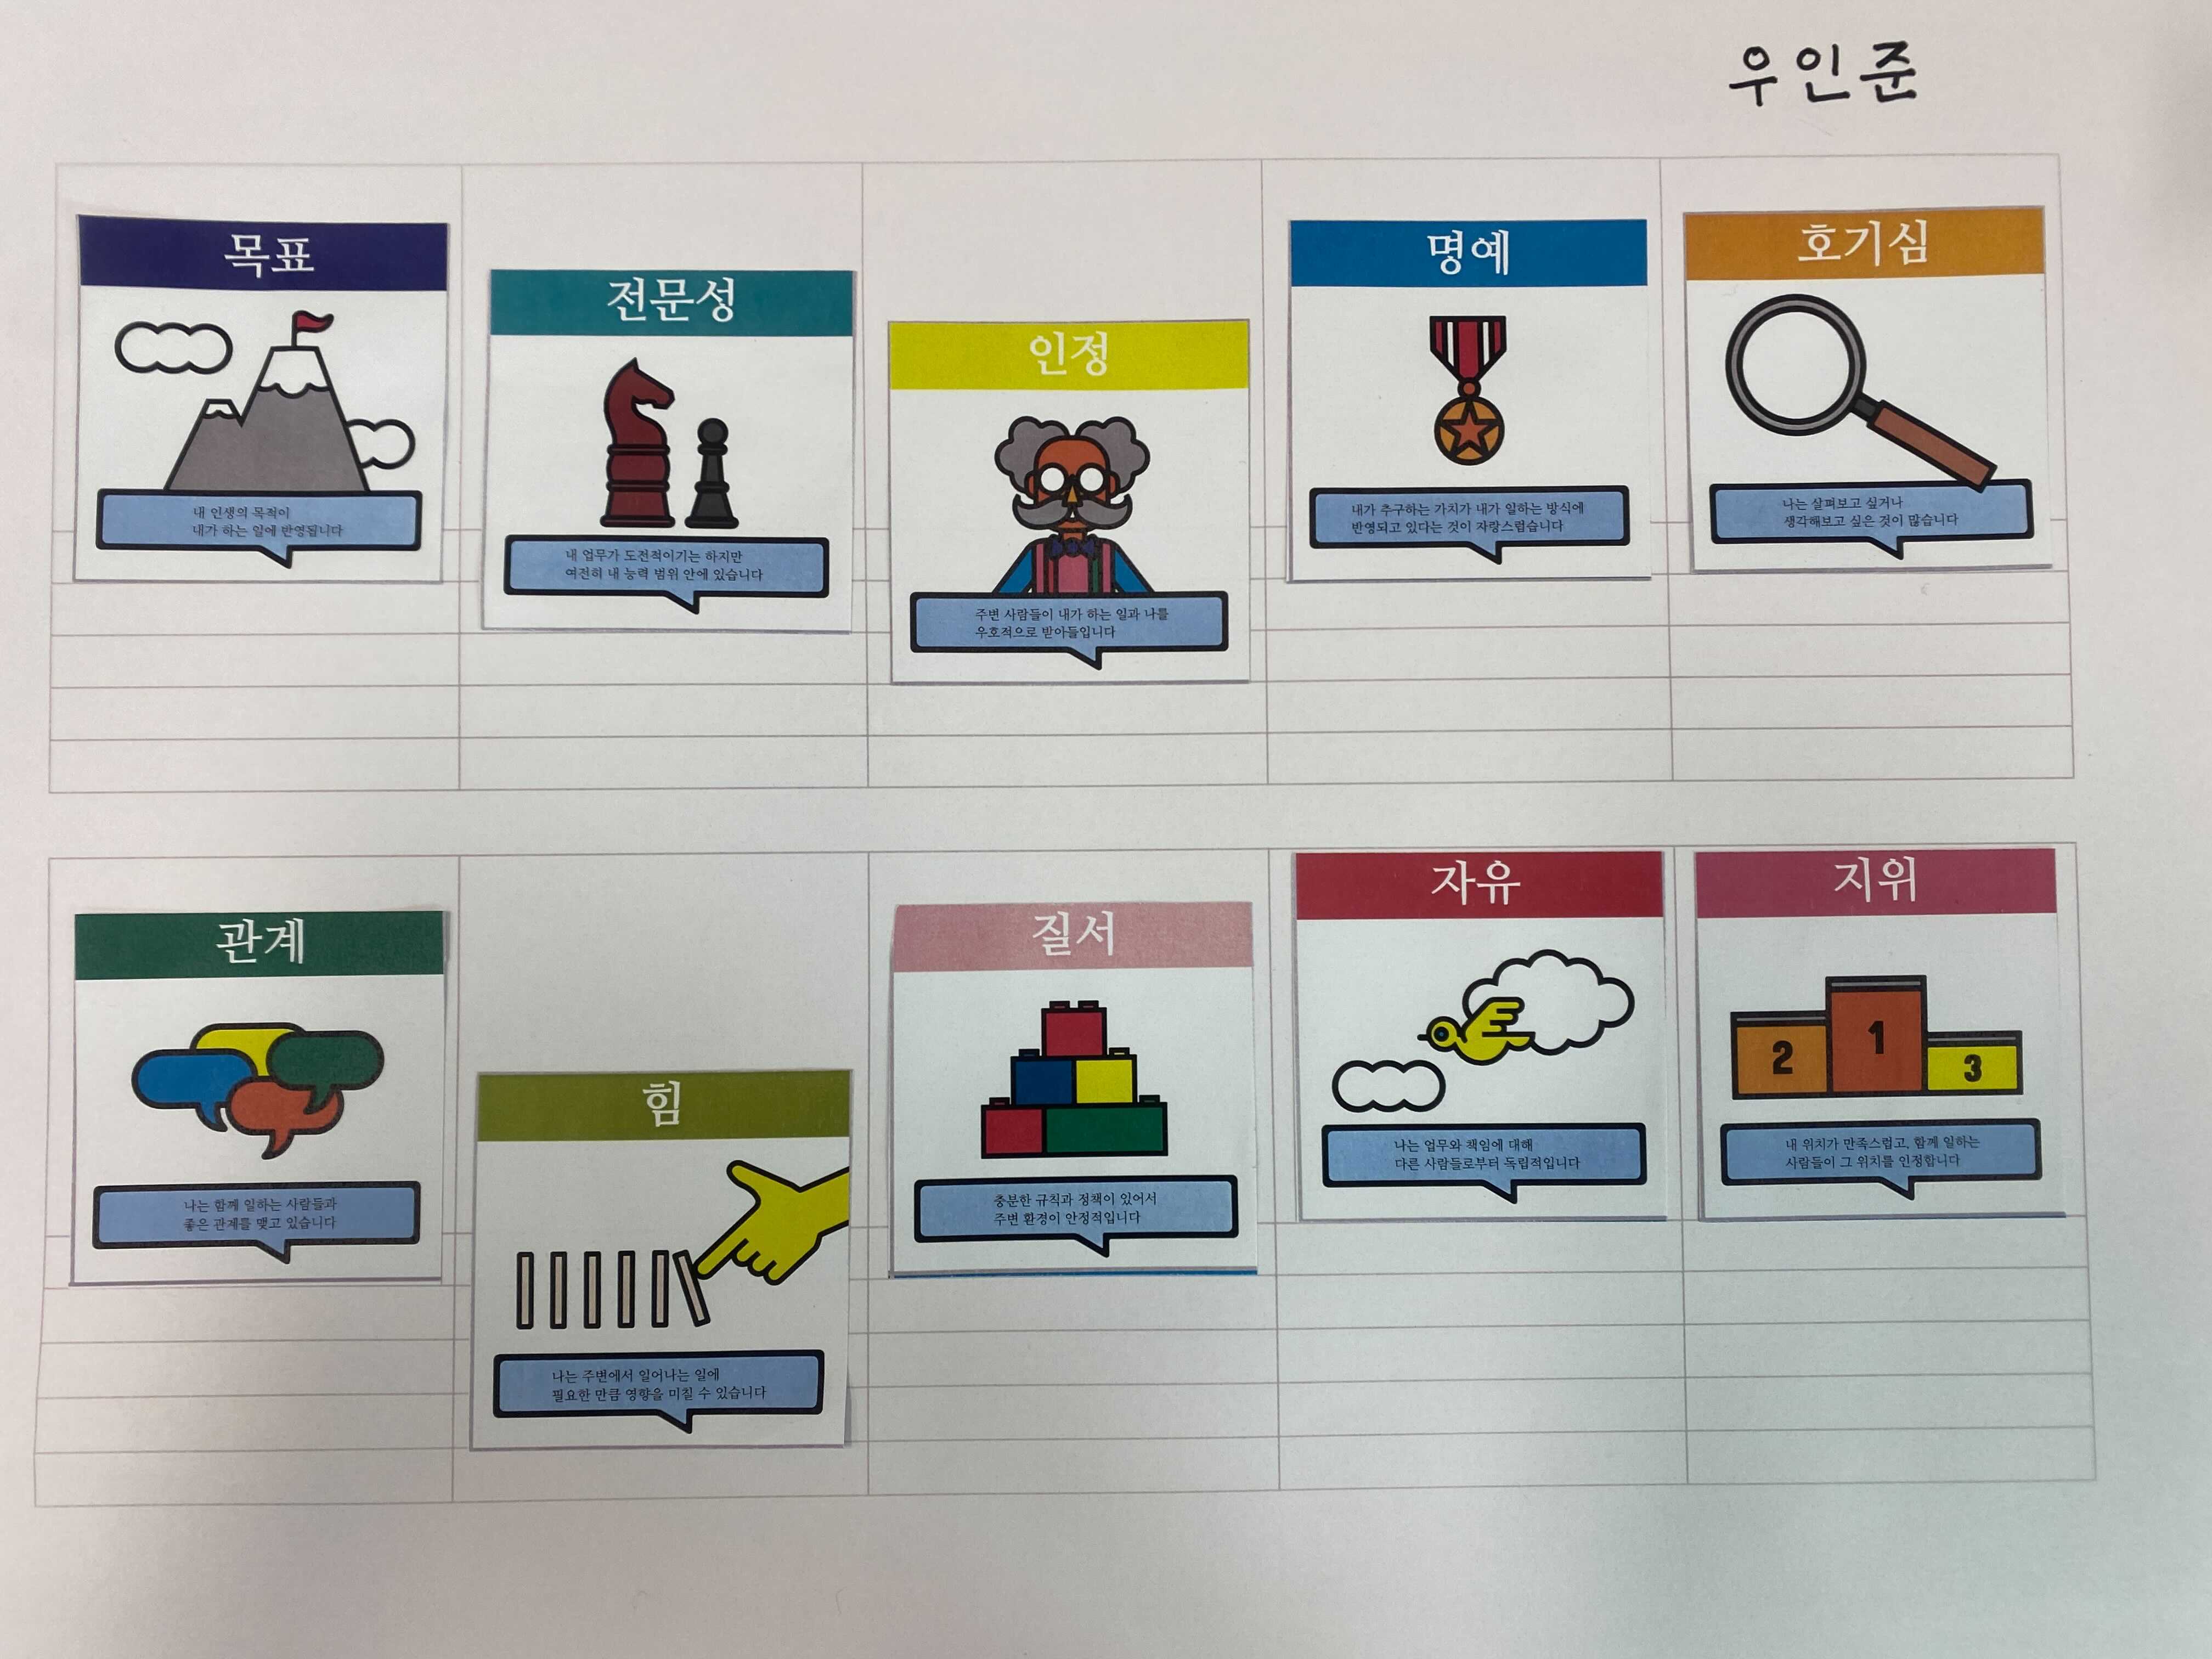 우인준
목표
내 인생의 목적이
내가 하는 일에 반영됩니다
전문성
내 업무가 도전적이기는 하지만
여전히 내 능력 범위 안에 있습니다
인정
주변 사람들이 내가 하는 일과 나를
우호적으로 받아들입니다
명예
내가 추구하는 가치가 내가 일하는 방식에
반영되고 있다는 것이 자랑스럽습니다
호기심
나는 살펴보고 싶거나
생각해보고 싶은 것이 많습니다
관계
나는 함께 일하는 사람들과
좋은 관계를 맺고 있습니다
힘
나는 주변에서 일어나는 일에
필요한 만큼 영향을 미칠 수 있습니다
질서
충분한 규칙과 정책이 있어서
주변 환경이 안정적입니다
자유
나는 업무와 책임에 대해
다른 사람들로부터 독립적입니다
지위
2 1 3
내 위치가 만족스럽고, 함께 일하는
사람들이 그 위치를 인정합니다